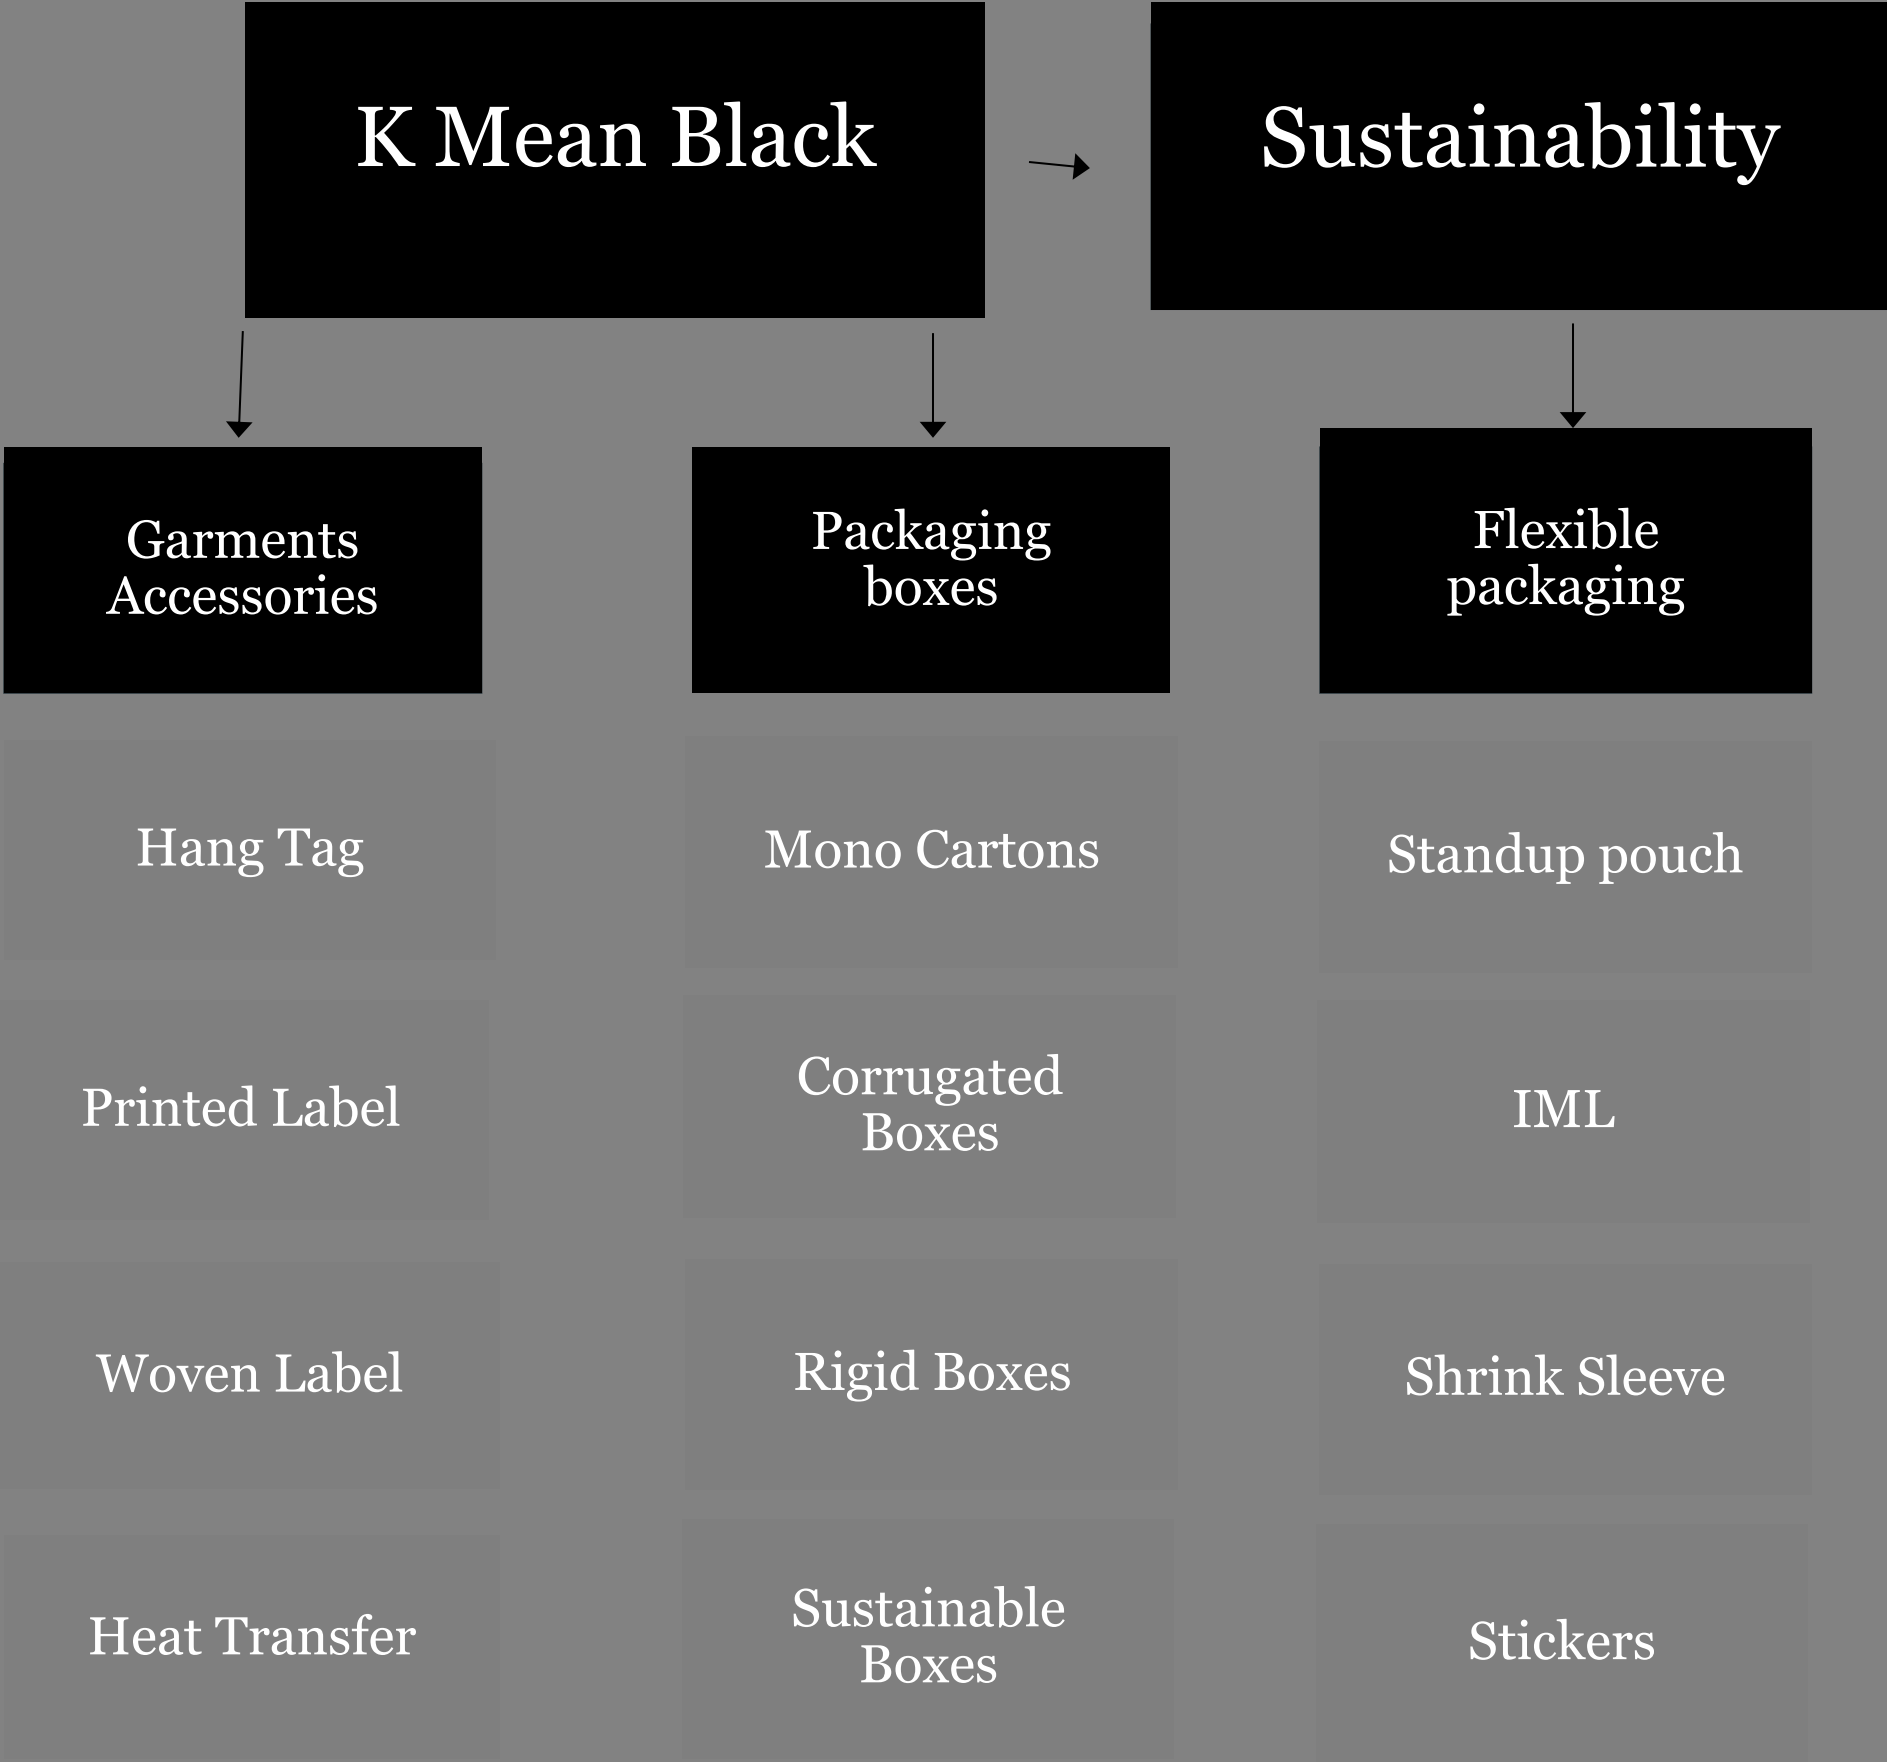 K Mean Black
Sustainability
Garments
Accessories
Packaging
boxes
Flexible
packaging
Hang Tag
Mono Cartons
Standup pouch
Printed Label
Corrugated
Boxes
IML
Woven Label
Rigid Boxes
Shrink Sleeve
Heat Transfer
Sustainable
Boxes
Stickers